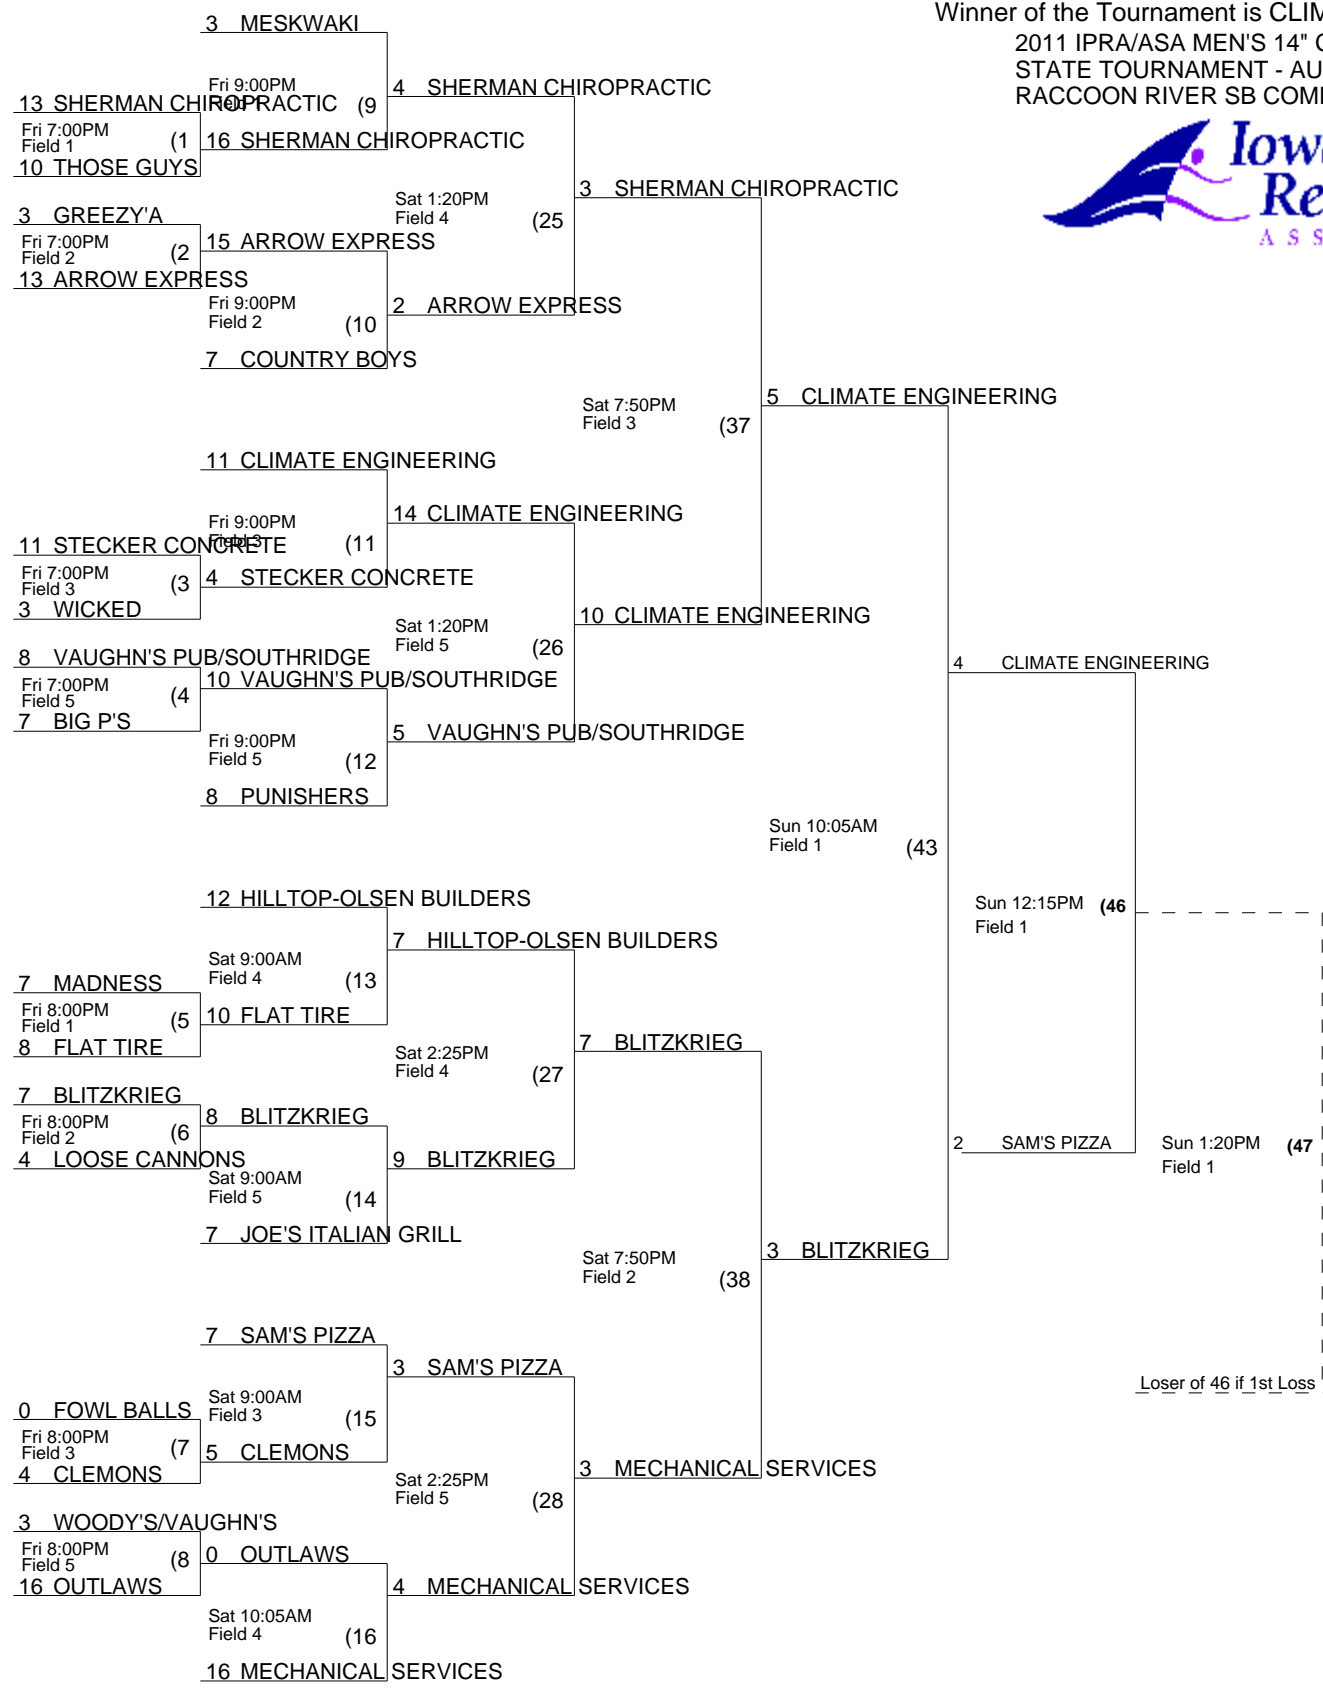 Winner of the Tournament is
2011 IPRA/ASA MEN'S 14"
STATE TOURNAMENT -
RACCOON RIVER SB
3 MESKWAKI
Fri 9:00PM
(9
4 SHERMAN CHIROPRACTIC
13 SHERMAN CHIROPRACTIC
Fri 7:00PM
Field 1
(1
16 SHERMAN CHIROPRACTIC
10 THOSE GUYS
Sat 1:20PM
Field 4
(25
3 SHERMAN CHIROPRACTIC
3 GREEZY'A
Fri 7:00PM
Field 2
(2
15 ARROW EXPRESS
13 ARROW EXPRESS
Fri 9:00PM
Field 2
(10
2 ARROW EXPRESS
7 COUNTRY BOYS
Sat 7:50PM
Field 3
(37
5 CLIMATE ENGINEERING
11 CLIMATE ENGINEERING
Fri 9:00PM
Field 3
(11
14 CLIMATE ENGINEERING
11 STECKER CONCRETE
Fri 7:00PM
Field 3
(3
4 STECKER CONCRETE
3 WICKED
Sat 1:20PM
Field 5
(26
10 CLIMATE ENGINEERING
8 VAUGHN'S PUB/SOUTHRIDGE
Fri 7:00PM
Field 5
(4
10 VAUGHN'S PUB/SOUTHRIDGE
7 BIG P'S
Fri 9:00PM
Field 5
(12
5 VAUGHN'S PUB/SOUTHRIDGE
8 PUNISHERS
4 CLIMATE ENGINEERING
Sun 10:05AM
Field 1
(43
Sun 12:15PM
Field 1
(46
12 HILLTOP-OLSEN BUILDERS
Sat 9:00AM
Field 4
(13
7 HILLTOP-OLSEN BUILDERS
7 MADNESS
Fri 8:00PM
Field 1
(5
10 FLAT TIRE
8 FLAT TIRE
Sat 2:25PM
Field 4
(27
7 BLITZKRIEG
7 BLITZKRIEG
Fri 8:00PM
Field 2
(6
8 BLITZKRIEG
4 LOOSE CANNONS
Sat 9:00AM
Field 5
(14
9 BLITZKRIEG
7 JOE'S ITALIAN GRILL
2 SAM'S PIZZA
Sun 1:20PM
Field 1
(47
Sat 7:50PM
Field 2
(38
3 BLITZKRIEG
7 SAM'S PIZZA
Sat 9:00AM
Field 3
(15
3 SAM'S PIZZA
0 FOWL BALLS
Fri 8:00PM
Field 3
(7
5 CLEMONS
4 CLEMONS
Sat 2:25PM
Field 5
(28
3 MECHANICAL SERVICES
Loser of 46 if 1st Loss
3 WOODY'S/VAUGHN'S
Fri 8:00PM
Field 5
(8
0 OUTLAWS
16 OUTLAWS
Sat 10:05AM
Field 4
(16
4 MECHANICAL SERVICES
16 MECHANICAL SERVICES